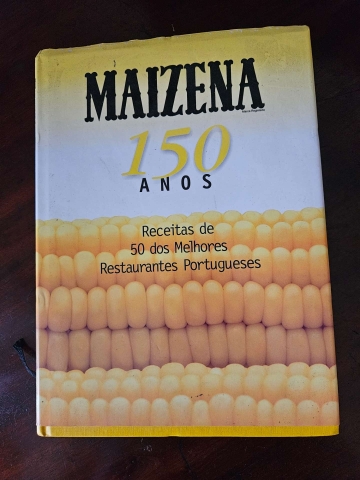 MAIZENA
150
ANOS
Receitas de
50 dos Melhores
Restaurantes Portugueses